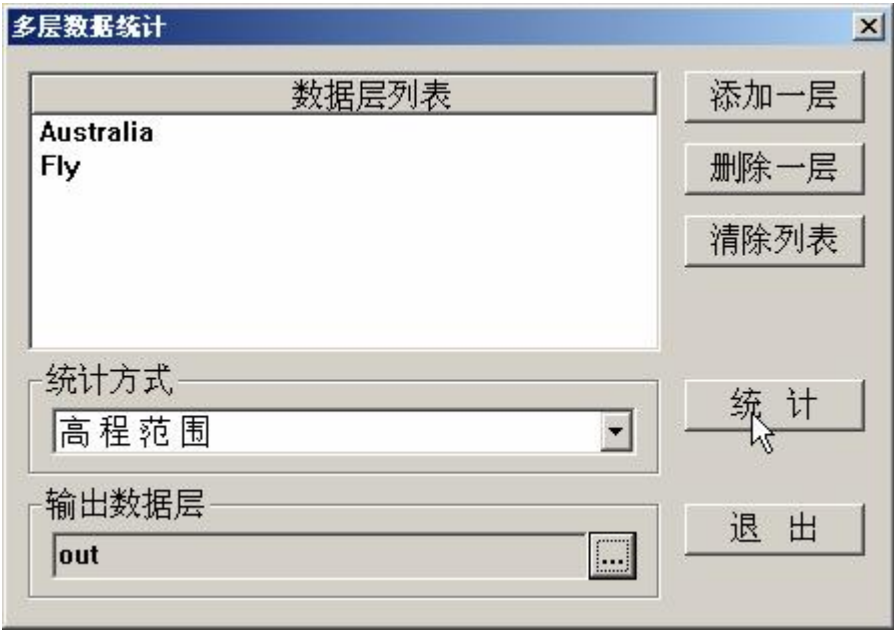 多层数据统计
数据层列表
Australia
Fly
添加一层
删除一层
清除列表
统计方式
高程范围
统 计
输出数据层
out
...
退 出